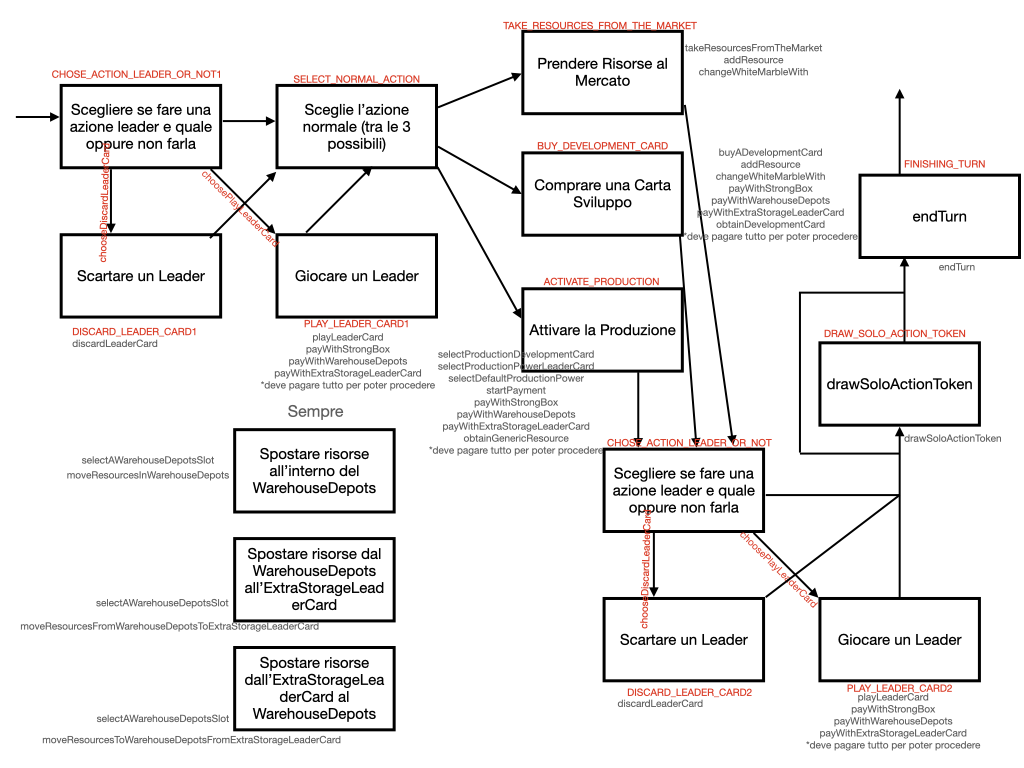 CHOSE_ACTION_LEADER_OR_NOT1
Scegliere se fare una
azione leader e quale
oppure non farla
chooseDiscardLeaderCard
choosePlayLeaderCard
SELECT_NORMAL_ACTION
Sceglie l'azione
normale (tra le 3
possibili)
Scartare un Leader
DISCARD_LEADER_CARD1
discardLeaderCard
Giocare un Leader
PLAY_LEADER_CARD1
playLeaderCard
payWithStrongBox
payWithWarehouseDepots
payWithExtraStorageLeaderCard
*deve pagare tutto per poter procedere
TAKE_RESOURCES_FROM_THE_MARKET
Prendere Risorse al
Mercato
takeResourcesFromTheMarket
addResource
changeWhiteMarbleWith
BUY_DEVELOPMENT_CARD
Comprare una Carta
Sviluppo
buyADevelopmentCard
addResource
changeWhiteMarbleWith
payWithStrongBox
payWithWarehouseDepots
payWithExtraStorageLeaderCard
obtainDevelopmentCard
*deve pagare tutto per poter procedere
ACTIVATE_PRODUCTION
Attivare la Produzione
selectProductionDevelopmentCard
selectProductionPowerLeaderCard
selectDefaultProductionPower
startPayment
payWithStrongBox
payWithWarehouseDepots
payWithExtraStorageLeaderCard
obtainGenericResource
*deve pagare tutto per poter procedere
CHOSE_ACTION_LEADER_OR_NOT
Scegliere se fare una
azione leader e quale
oppure non farla
chooseDiscardLeaderCard
choosePlayLeaderCard
Scartare un Leader
DISCARD_LEADER_CARD2
discardLeaderCard
Giocare un Leader
PLAY_LEADER_CARD2
playLeaderCard
payWithStrongBox
payWithWarehouseDepots
payWithExtraStorageLeaderCard
*deve pagare tutto per poter procedere
FINISHING_TURN
endTurn
endTurn
DRAW_SOLO_ACTION_TOKEN
drawSoloActionToken
drawSoloActionToken
Sempre
Spostare risorse
all'interno del
WarehouseDepots
selectAWarehouseDepotsSlot
moveResourcesInWarehouseDepots
Spostare risorse dal
WarehouseDepots
all'ExtraStorageLead
erCard
selectAWarehouseDepotsSlot
moveResourcesFromWarehouseDepotsToExtraStorageLeaderCard
Spostare risorse
dall'ExtraStorageLea
derCard al
WarehouseDepots
selectAWarehouseDepotsSlot
moveResourcesToWarehouseDepotsFromExtraStorageLeaderCard